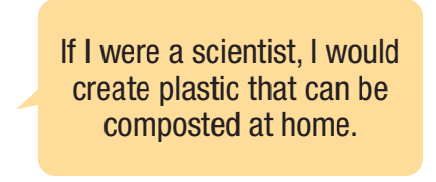 If I were a scientist, I would
create plastic that can be
composted at home.